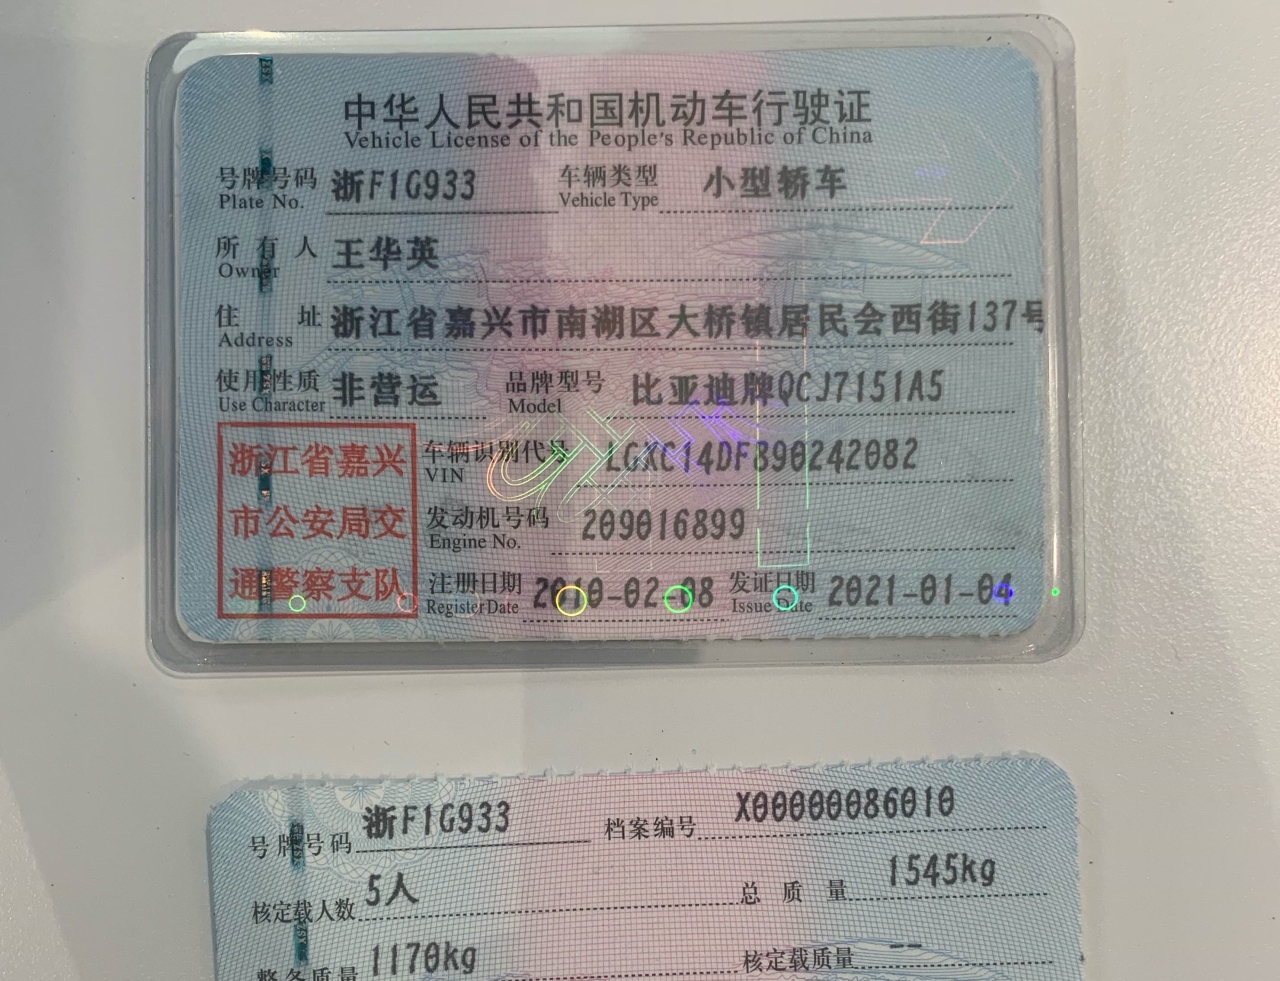 中华人民共和国机动车行驶证
Vehicle License of the People's Republic of China
号牌号码 浙F1G933 车辆类型 小型轿车
Plate No. Vehicle Type
所有人 王华英
Owner
住址 浙江省嘉兴市南湖区大桥镇居民会西街137号
Address
使用性质 非营运 品牌型号 比亚迪牌QCJ7151A5
Use Character Model
浙江省嘉兴 车辆识别代号 LGXC14DF890242082
VIN
市公安局交 发动机号码 209016899
Engine No.
通警察支队 注册日期 2010-02-08 发证日期 2021-01-04
Register Date Issue Date
号牌号码 浙F1G933 档案编号 X00000086010
核定载人数 5人 总质量 1545kg
整备质量 1170kg 核定载质量 --